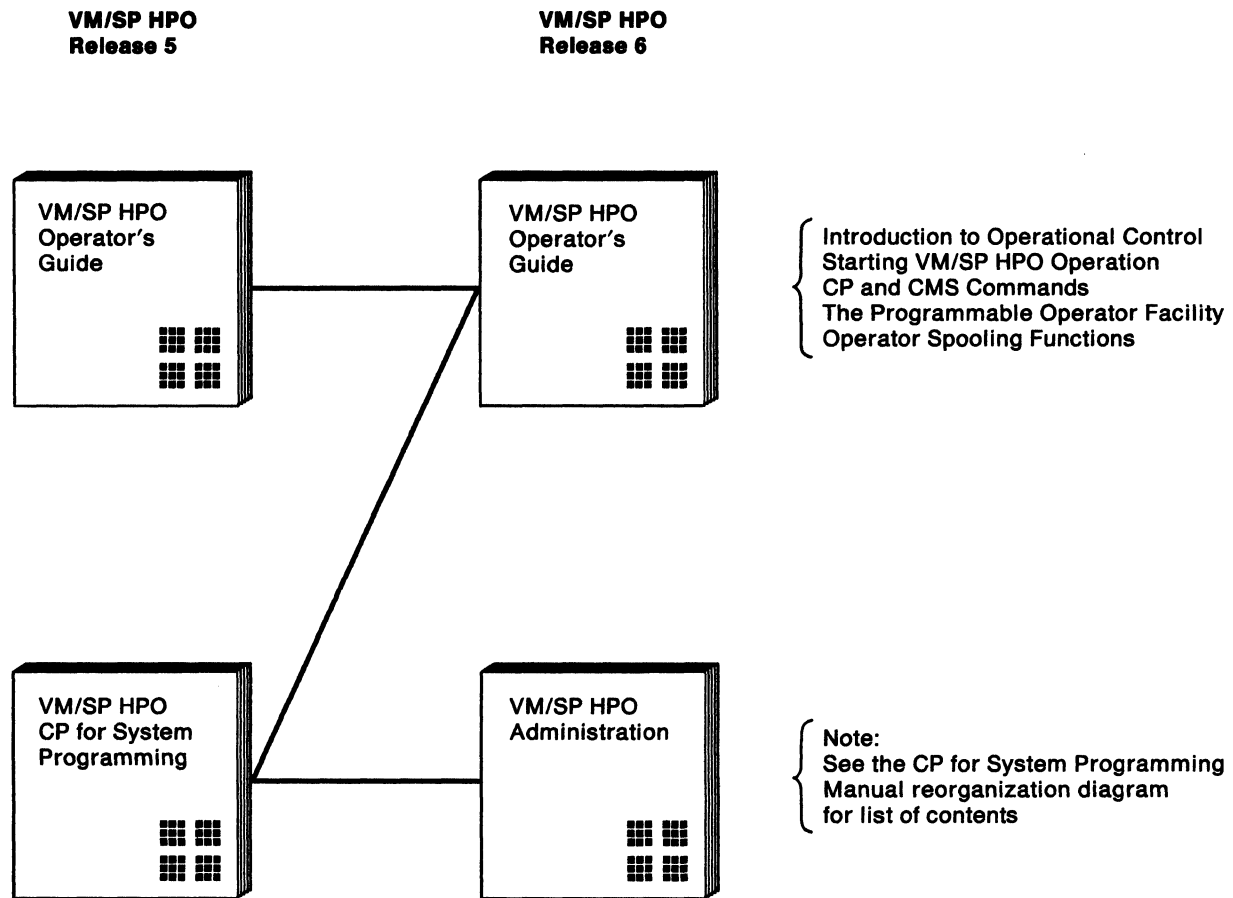 VM/SP HPO
Release 5
VM/SP HPO
Release 6
VM/SP HPO
Operator's
Guide
VM/SP HPO
Operator's
Guide
Introduction to Operational Control
Starting VM/SP HPO Operation
CP and CMS Commands
The Programmable Operator Facility
Operator Spooling Functions
VM/SP HPO
CP for System
Programming
VM/SP HPO
Administration
Note:
See the CP for System Programming
Manual reorganization diagram
for list of contents